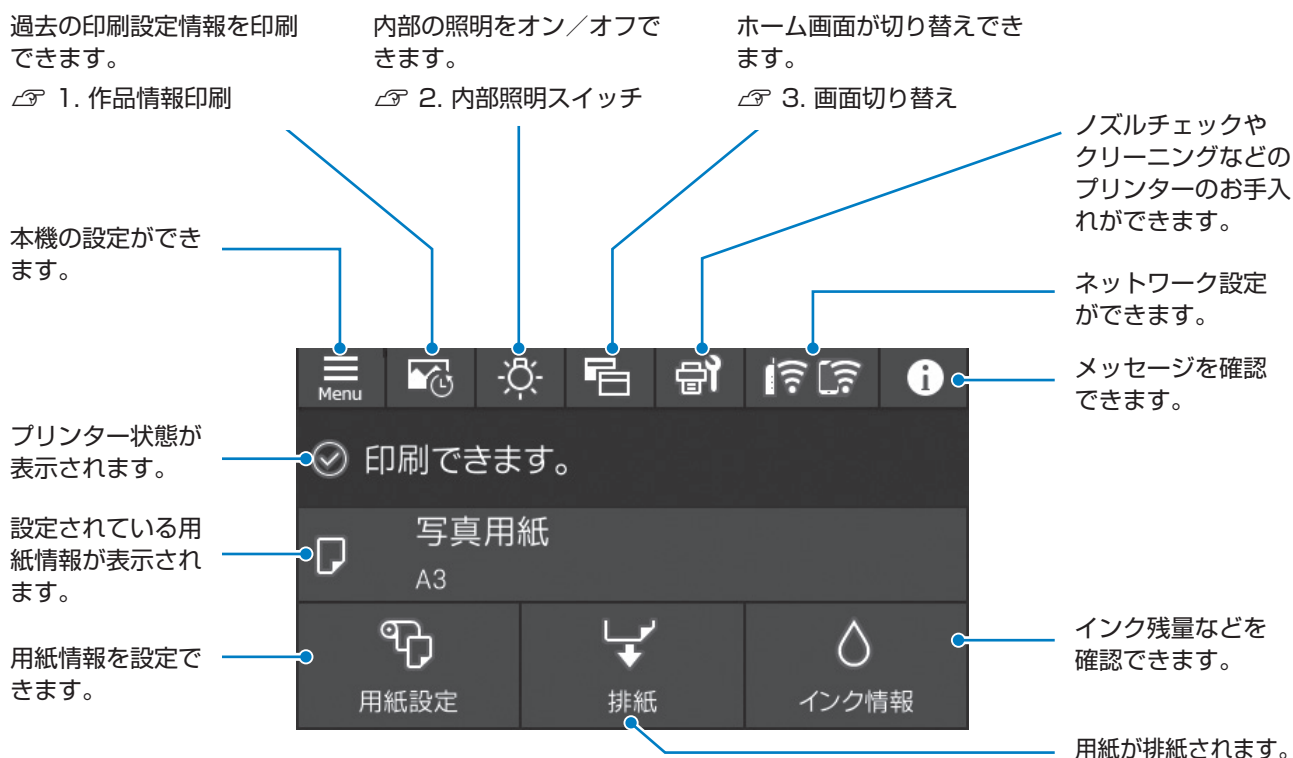 過去の印刷設定情報を印刷
できます。
☞ 1. 作品情報印刷
内部の照明をオン／オフで
きます。
☞ 2. 内部照明スイッチ
ホーム画面が切り替えでき
ます。
☞ 3. 画面切り替え
ノズルチェックや
クリーニングなどの
プリンターのお手入
れができます。
本機の設定ができ
ます。
ネットワーク設定
ができます。
メッセージを確認
できます。
Menu
プリンター状態が
表示されます。
印刷できます。
設定されている用
紙情報が表示され
ます。
写真用紙
A3
用紙情報を設定で
きます。
用紙設定
排紙
インク情報
インク残量などを
確認できます。
用紙が排紙されます。